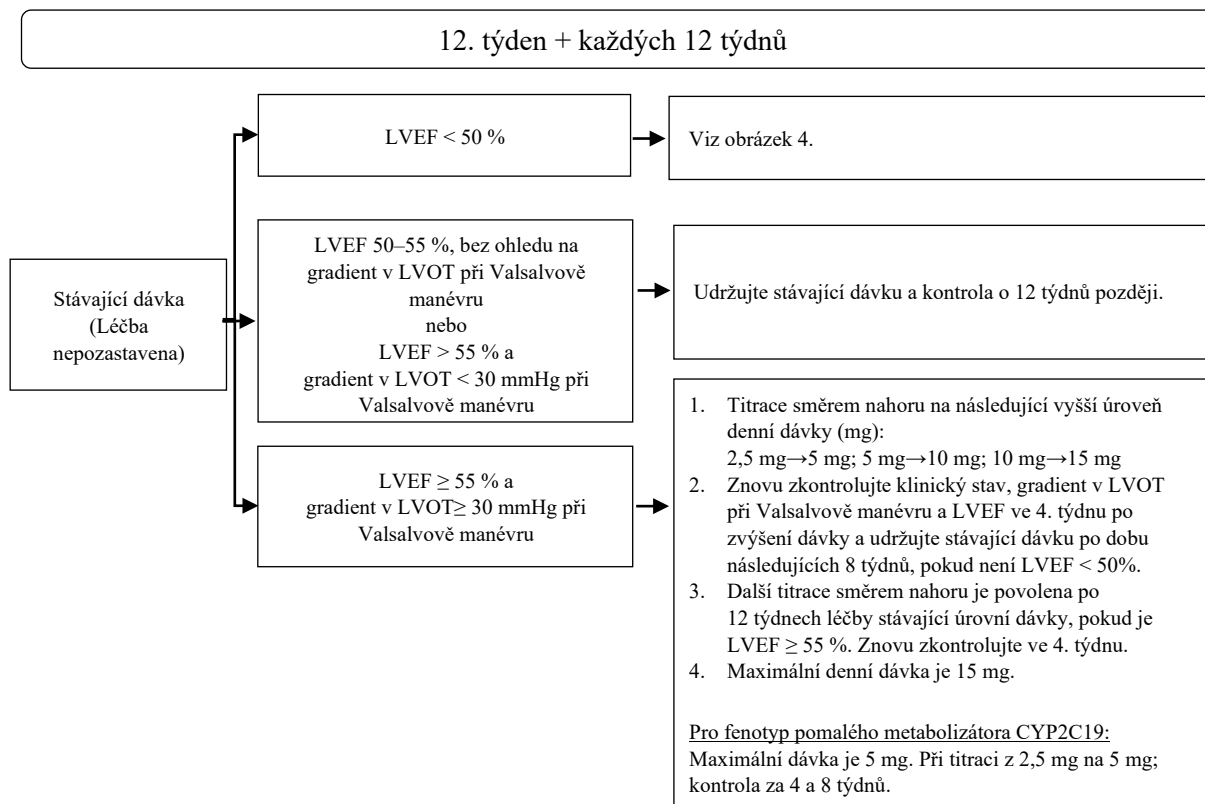 12. týden + každých 12 týdnů
Stávající dávka
(Léčba
nepozastavena)
LVEF < 50 %
Viz obrázek 4.
LVEF 50–55 %, bez ohledu na
gradient v LVOT při Valsalvově
manévru
nebo
LVEF > 55 % a
gradient v LVOT < 30 mmHg při
Valsalvově manévru
Udržujte stávající dávku a kontrola o 12 týdnů později.
LVEF ≥ 55 % a
gradient v LVOT≥ 30 mmHg při
Valsalvově manévru
1. Titrace směrem nahoru na následující vyšší úroveň
denní dávky (mg):
2,5 mg→5 mg; 5 mg→10 mg; 10 mg→15 mg
2. Znovu zkontrolujte klinický stav, gradient v LVOT
při Valsalvově manévru a LVEF ve 4. týdnu po
zvýšení dávky a udržujte stávající dávku po dobu
následujících 8 týdnů, pokud není LVEF < 50%.
3. Další titrace směrem nahoru je povolena po
12 týdnech léčby stávající úrovní dávky, pokud je
LVEF ≥ 55 %. Znovu zkontrolujte ve 4. týdnu.
4. Maximální denní dávka je 15 mg.
Pro fenotyp pomalého metabolizátora CYP2C19:
Maximální dávka je 5 mg. Při titraci z 2,5 mg na 5 mg;
kontrola za 4 a 8 týdnů.